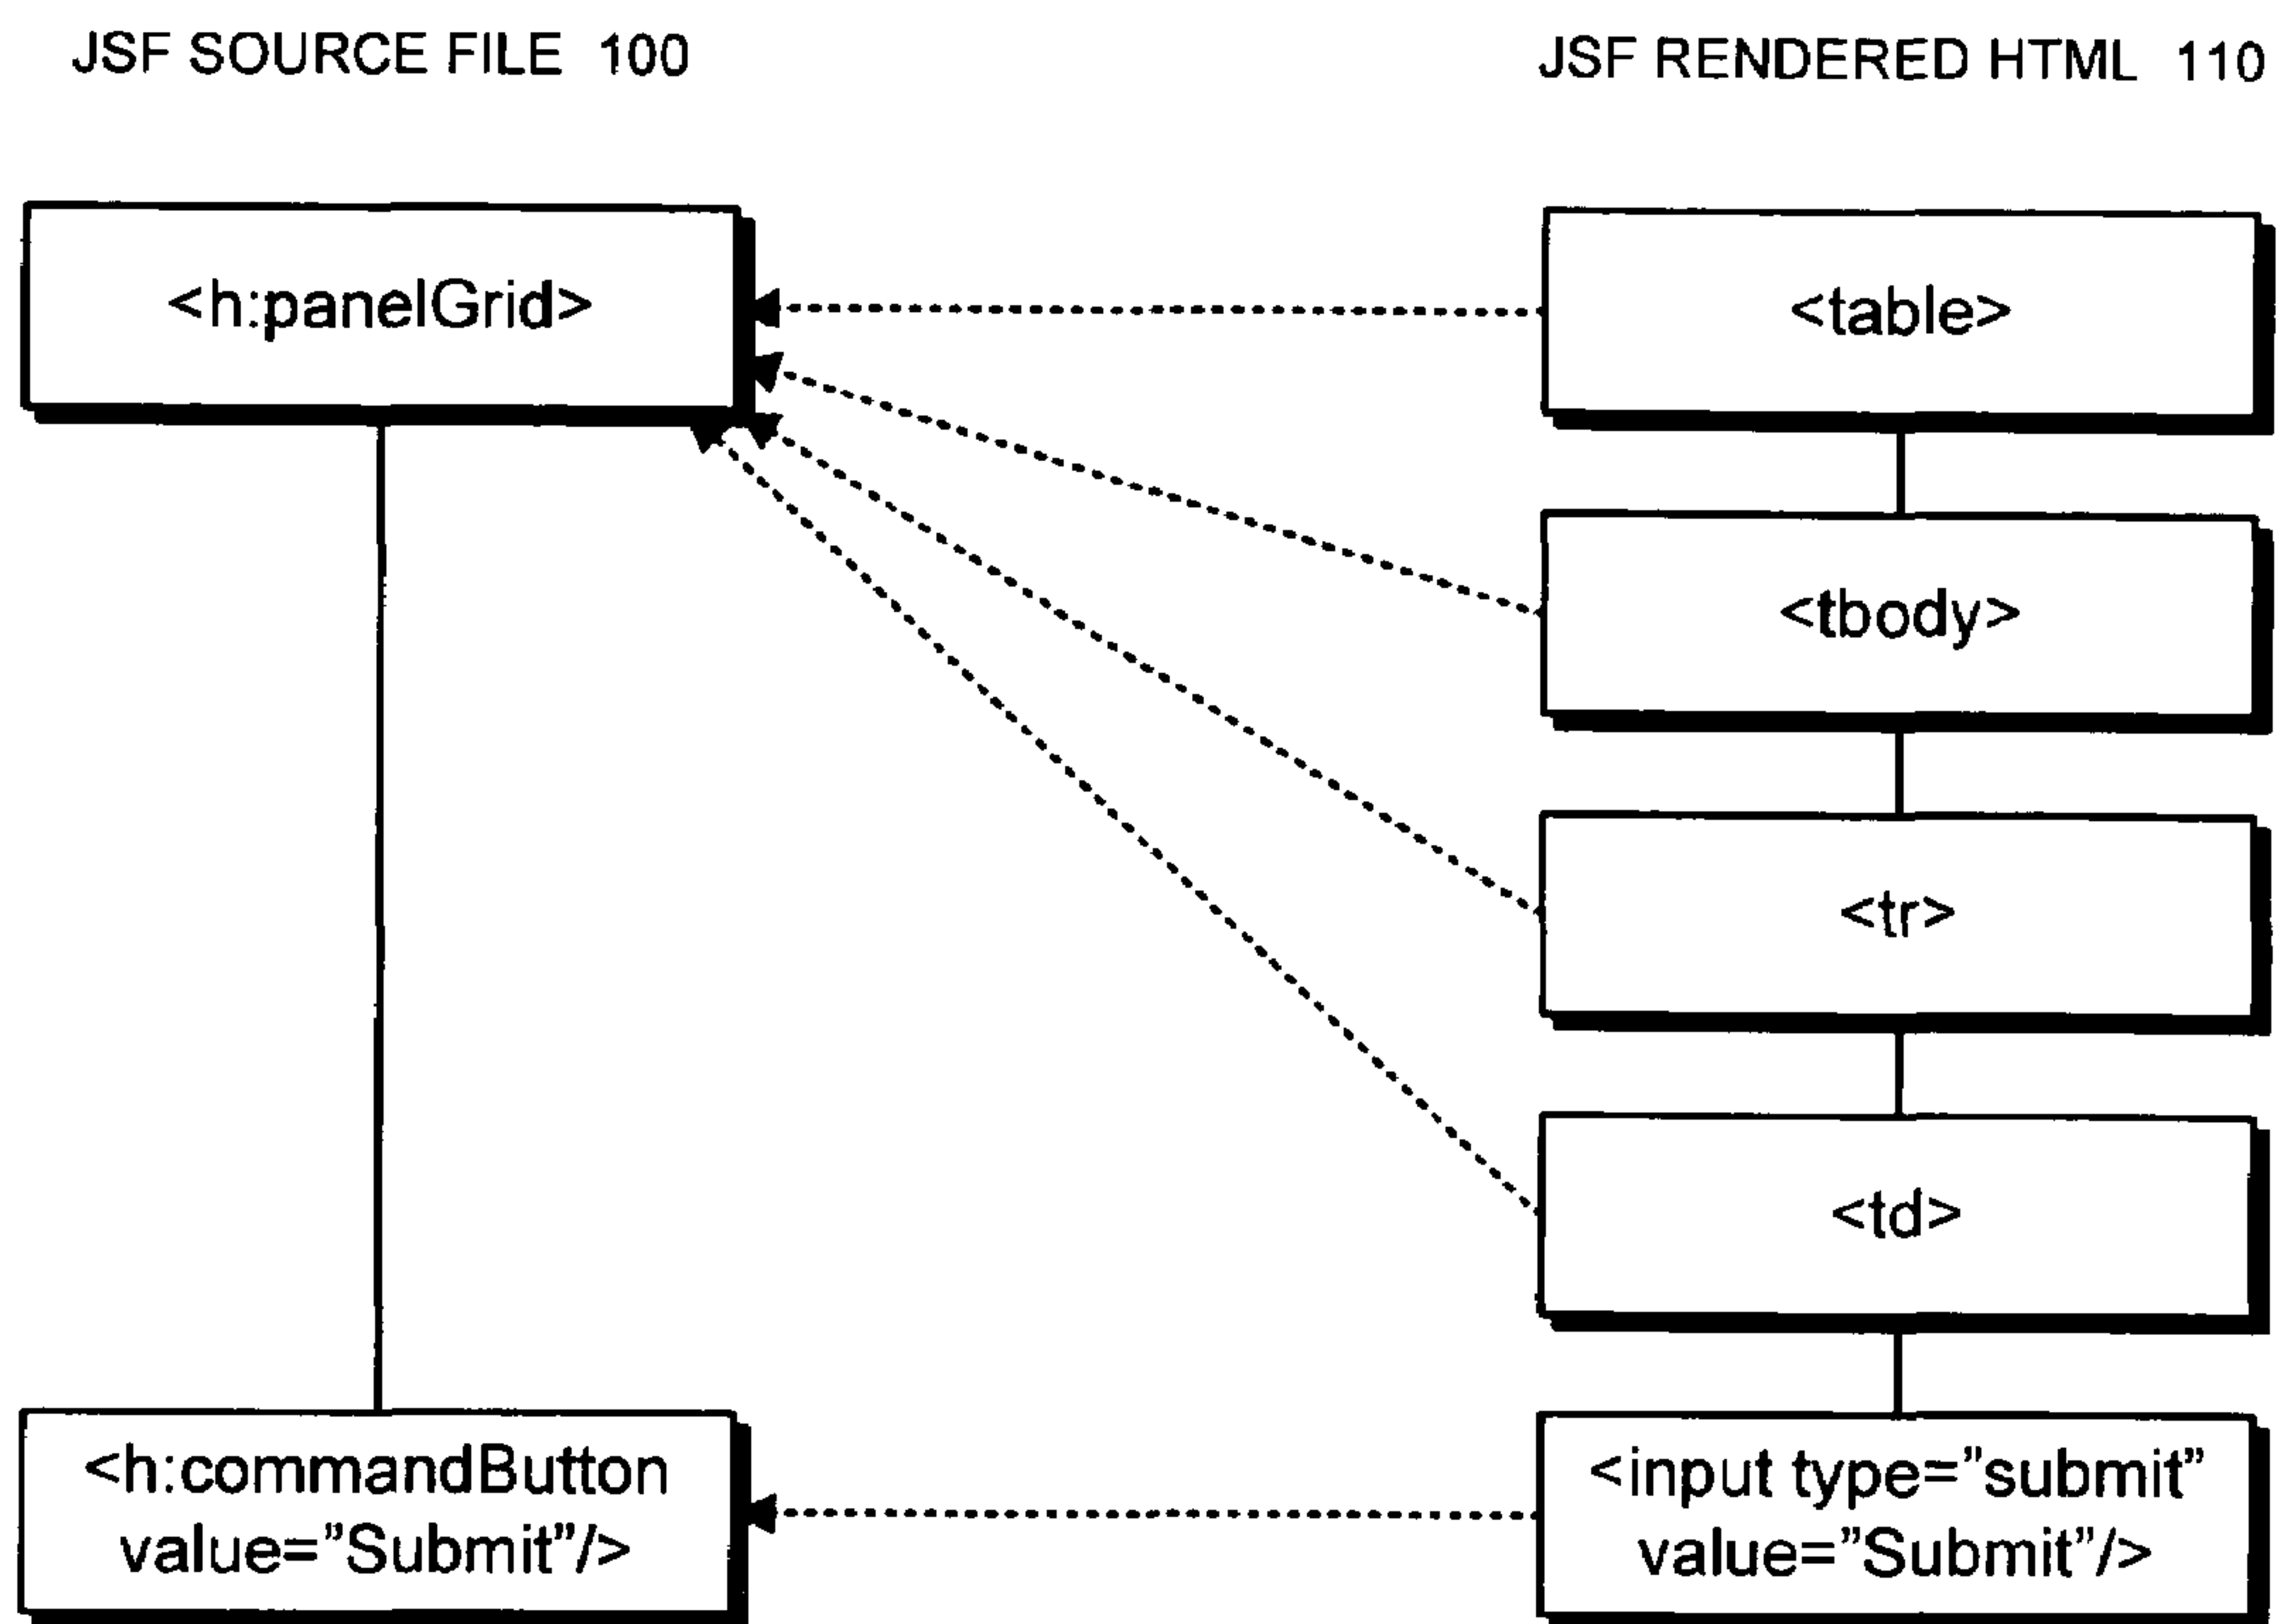 JSF SOURCE FILE 100
JSF RENDERED HTML 110
<h:panelGrid>
<table>
<tbody>
<tr>
<td>
<h:commandButton
value=”Submit”/>
<input type=”submit”
value=”Submit”/>